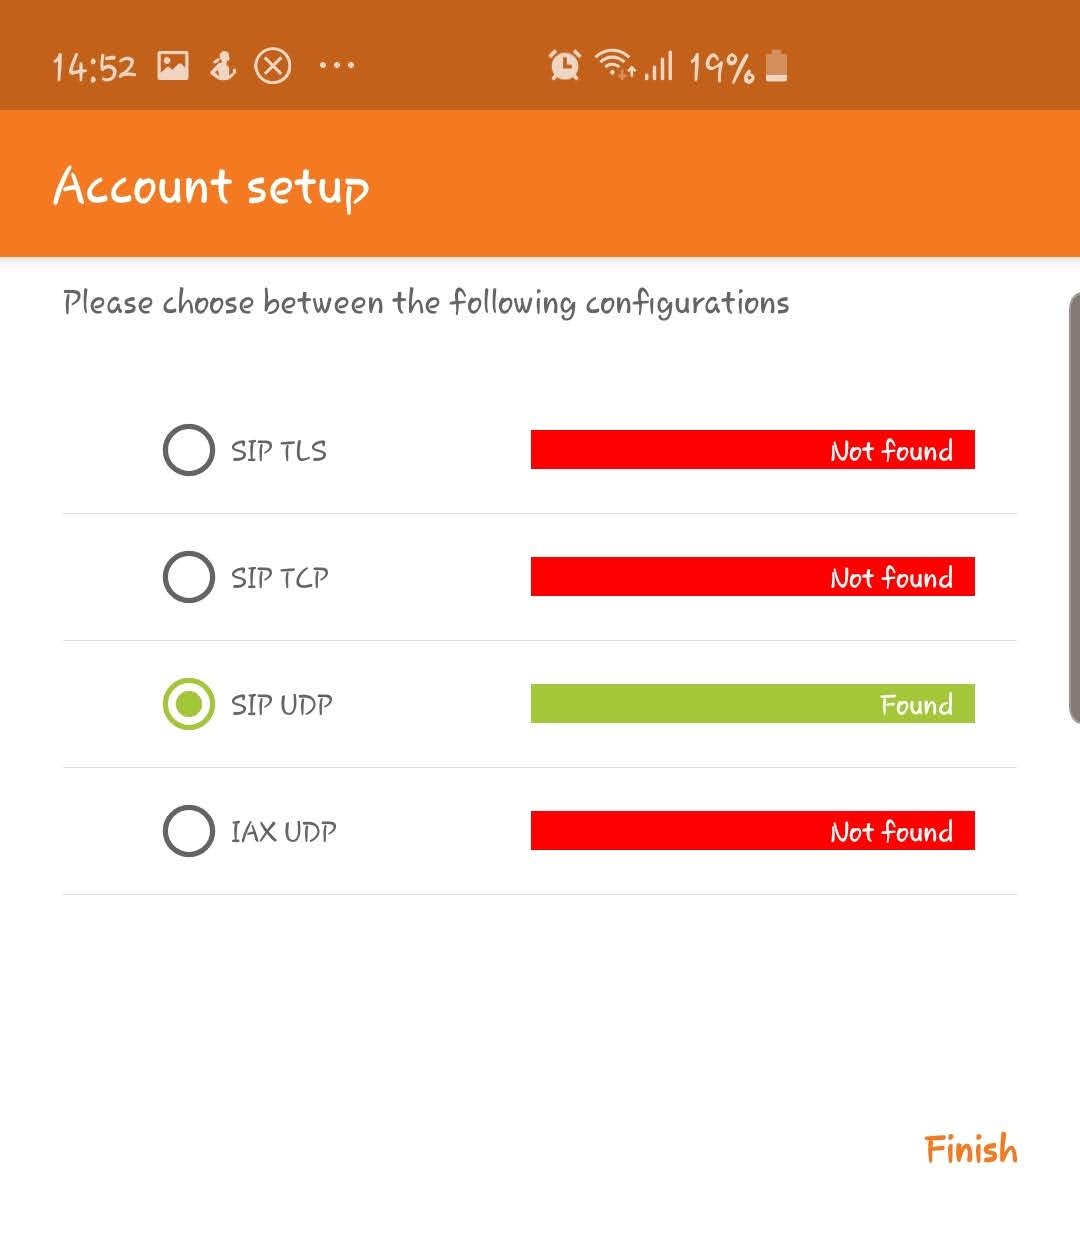 14:52 19%
Account setup
Please choose between the following configurations
SIP TLS Not found
SIP TCP Not found
SIP UDP Found
IAX UDP Not found
Finish